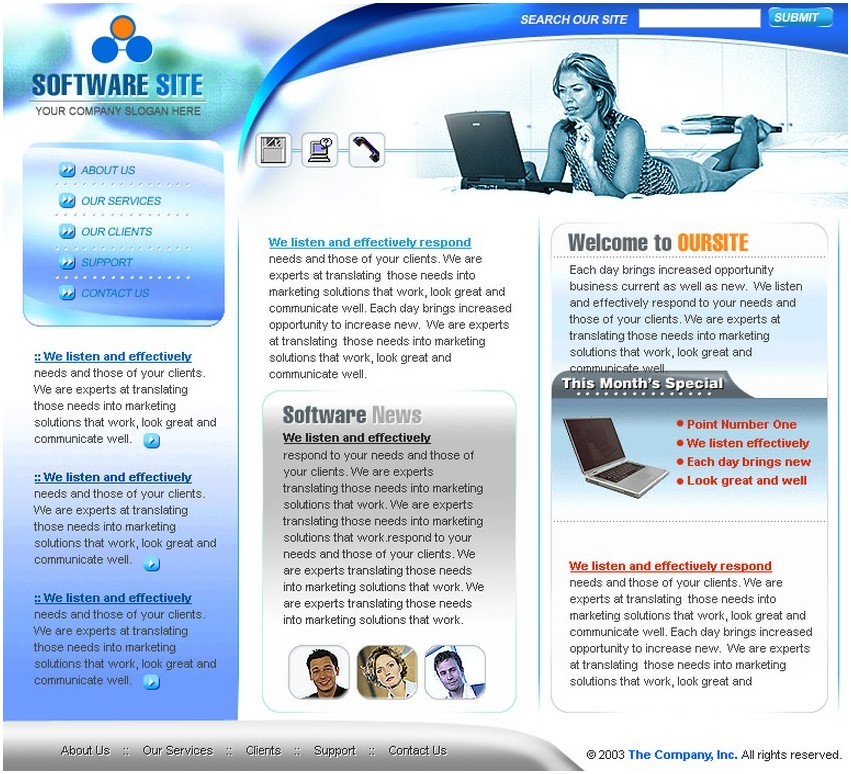 SEARCH OUR SITE
SUBMIT
SOFTWARE SITE
YOUR COMPANY SLOGAN HERE
ABOUT US
OUR SERVICES
OUR CLIENTS
SUPPORT
CONTACT US
:: We listen and effectively
needs and those of your clients.
We are experts at translating
those needs into marketing
solutions that work, look great and
communicate well.
:: We listen and effectively
needs and those of your clients.
We are experts at translating
those needs into marketing
solutions that work, look great and
communicate well.
:: We listen and effectively
needs and those of your clients.
We are experts at translating
those needs into marketing
solutions that work, look great and
communicate well.
We listen and effectively respond
needs and those of your clients. We are
experts at translating those needs into
marketing solutions that work, look great and
communicate well. Each day brings increased
opportunity to increase new. We are experts
at translating those needs into marketing
solutions that work, look great and
communicate well.
Software News
We listen and effectively
respond to your needs and those of
your clients. We are experts
translating those needs into marketing
solutions that work. We are experts
translating those needs into marketing
solutions that work.respond to your
needs and those of your clients. We
are experts translating those needs
into marketing solutions that work. We
are experts translating those needs
into marketing solutions that work.
Welcome to OURSITE
Each day brings increased opportunity
business current as well as new. We listen
and effectively respond to your needs and
those of your clients. We are experts at
translating those needs into marketing
solutions that work, look great and
communicate well.
This Month's Special
Point Number One
We listen effectively
Each day brings new
Look great and well
We listen and effectively respond
needs and those of your clients. We are
experts at translating those needs into
marketing solutions that work, look great and
communicate well. Each day brings increased
opportunity to increase new. We are experts
at translating those needs into marketing
solutions that work, look great and
About Us :: Our Services :: Clients :: Support :: Contact Us
© 2003 The Company, Inc. All rights reserved.